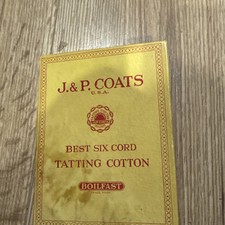 J. & P. COATS
U.S.A.
BEST SIX CORD
TATTING COTTON
BOILFAST